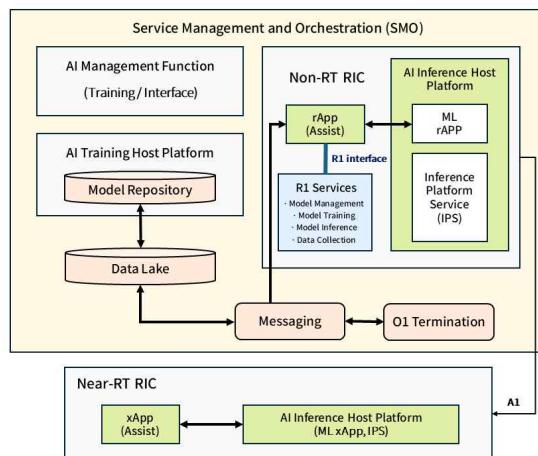 Service Management and Orchestration (SMO)
AI Management Function
(Training / Interface)
AI Training Host Platform
Model Repository
Data Lake
Non-RT RIC
rApp
(Assist)
R1 interface
R1 Services
· Model Management
· Model Training
· Model Inference
· Data Collection
AI Inference Host
Platform
ML
rAPP
Inference
Platform
Service
(IPS)
Messaging
O1 Termination
A1
Near-RT RIC
xApp
(Assist)
AI Inference Host Platform
(ML xApp, IPS)